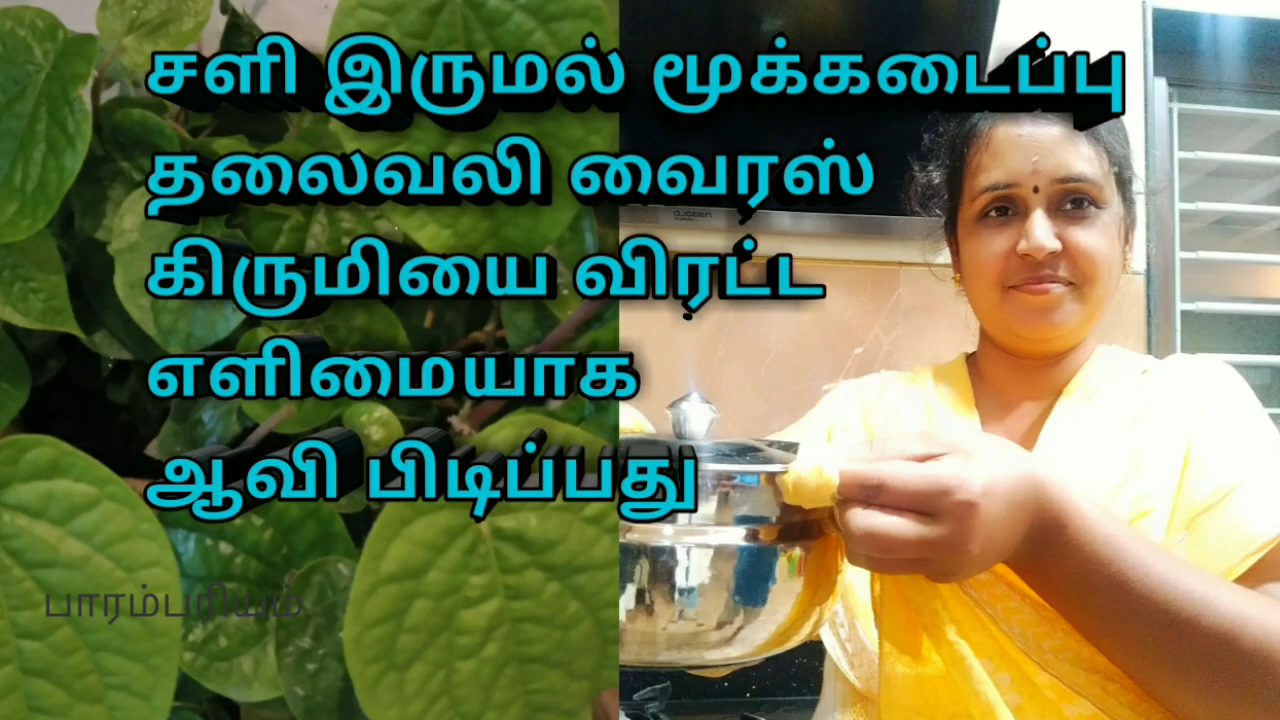 சளி இருமல் மூக்கடைப்பு
தலைவலி வைரஸ்
கிருமியை விரட்ட
எளிமையாக
ஆவி பிடிப்பது
பாரம்பரியம்